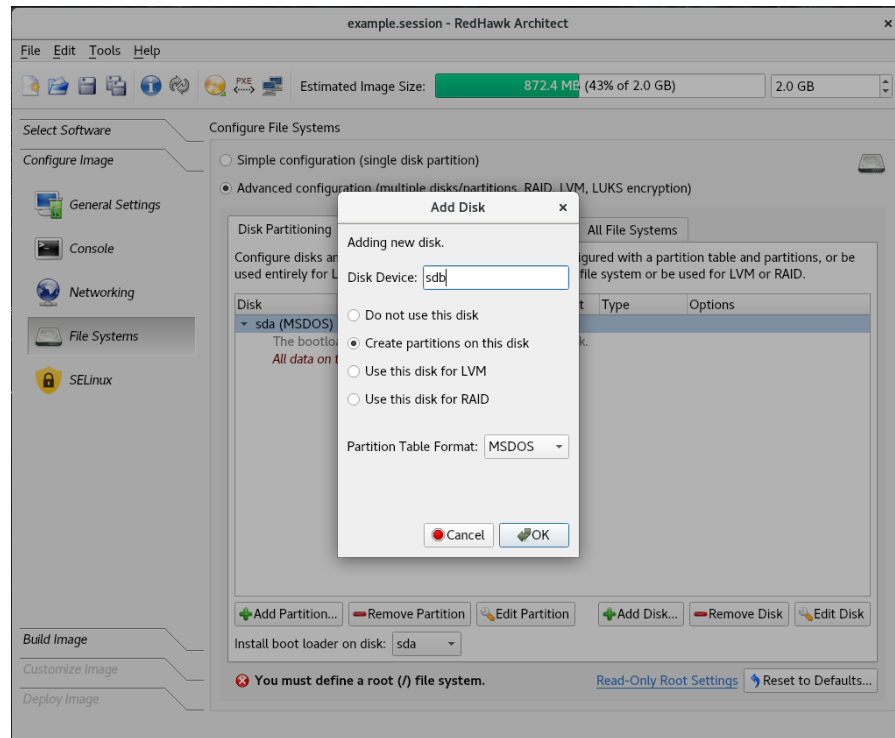 example.session - RedHawk Architect
File Edit Tools Help
PXE
Estimated Image Size: 872.4 MB (43% of 2.0 GB) 2.0 GB
Select Software
Configure Image
General Settings
Console
Networking
File Systems
SELinux
Build Image
Customize Image
Deploy Image
Configure File Systems
Simple configuration (single disk partition)
Advanced configuration (multiple disks/partitions, RAID, LVM, LUKS encryption)
Disk Partitioning All File Systems
Configure disks an igured with a partition table and partitions, or be
used entirely for L file system or be used for LVM or RAID.
Disk t Type Options
sda (MSDOS)
The bootloa k.
All data on t
Add Disk
Adding new disk.
Disk Device: sdb
Do not use this disk
Create partitions on this disk
Use this disk for LVM
Use this disk for RAID
Partition Table Format: MSDOS
Cancel OK
Add Partition... Remove Partition Edit Partition Add Disk... Remove Disk Edit Disk
Install boot loader on disk: sda
You must define a root (/) file system. Read-Only Root Settings Reset to Defaults...